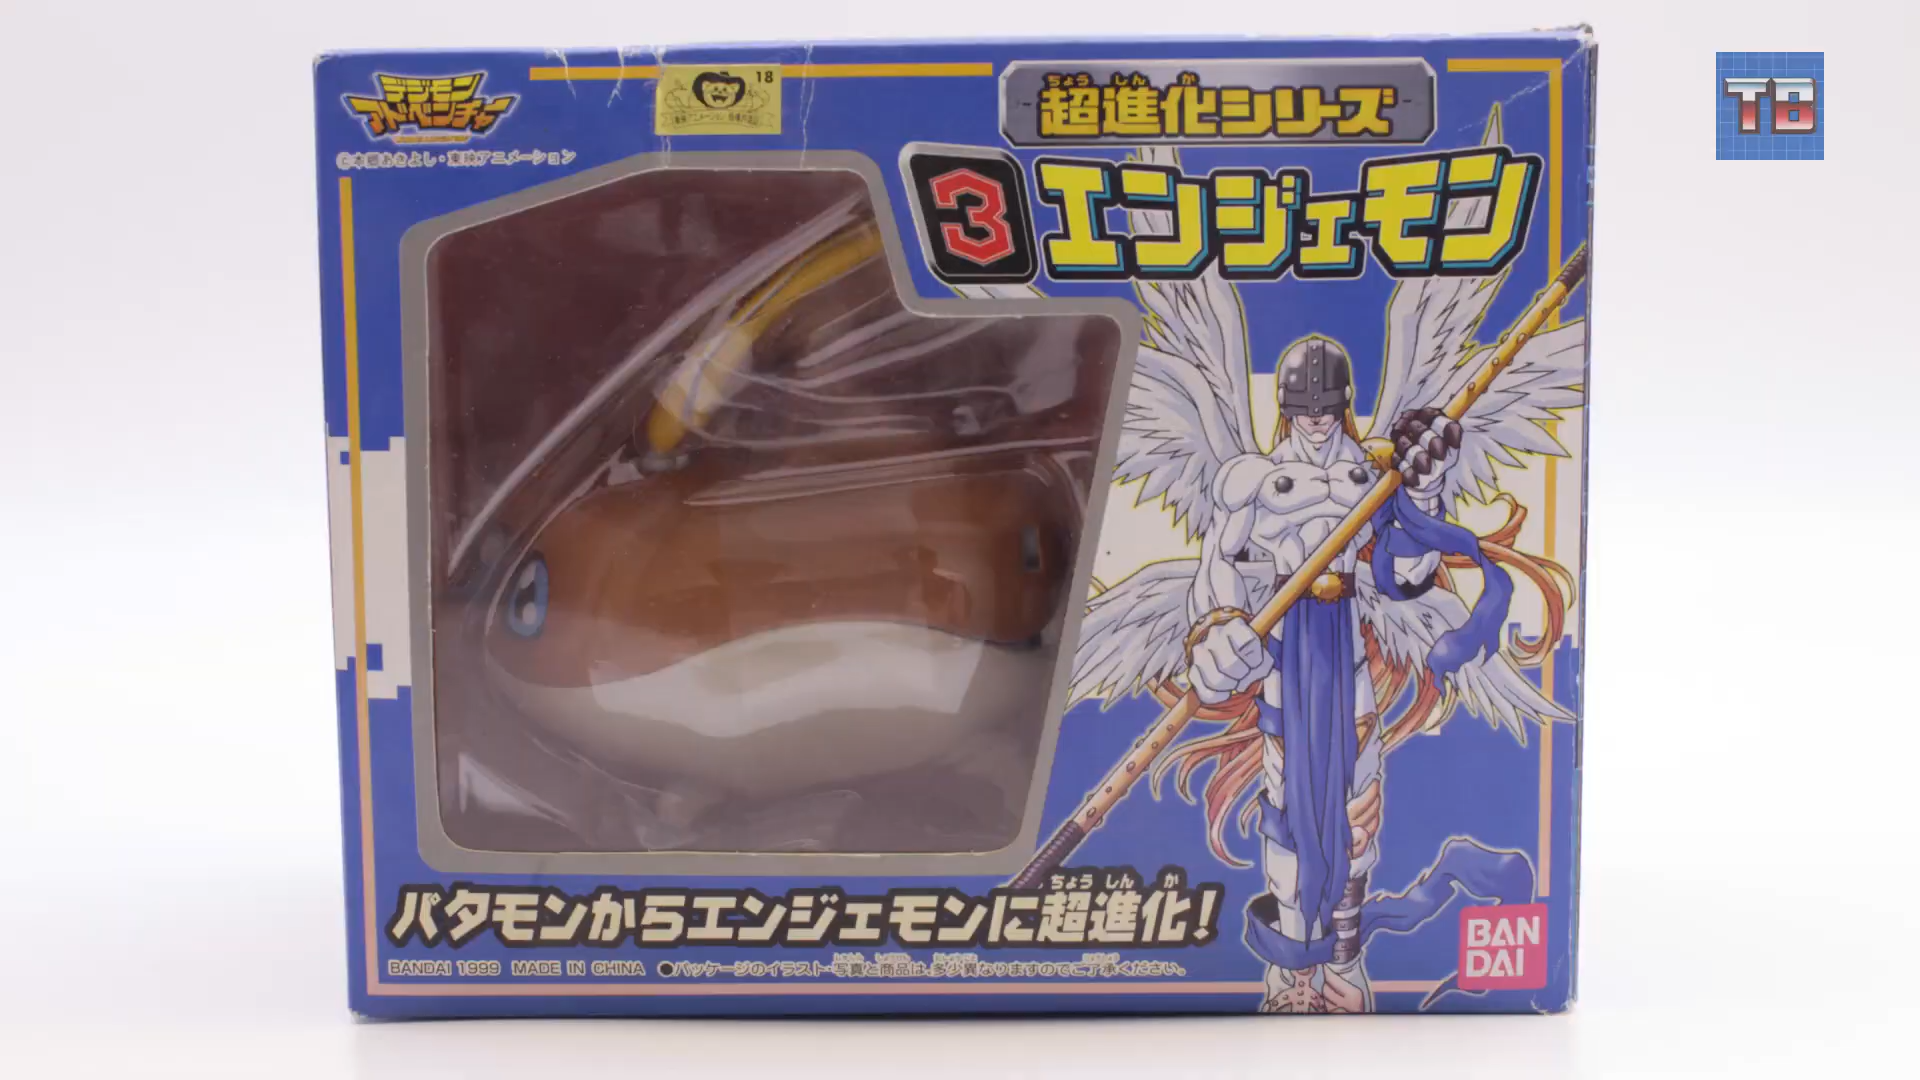 デジモン
アドベンチャー
©本郷あきよし・東映アニメーション
18
ちょう しん か
超進化シリーズ
3 エンジェモン
TB
ちょう しん か
パタモンからエンジェモンに超進化!
BANDAI 1999 MADE IN CHINA ●パッケージのイラスト・写真と商品は、多少異なりますのでご了承ください。
BAN
DAI